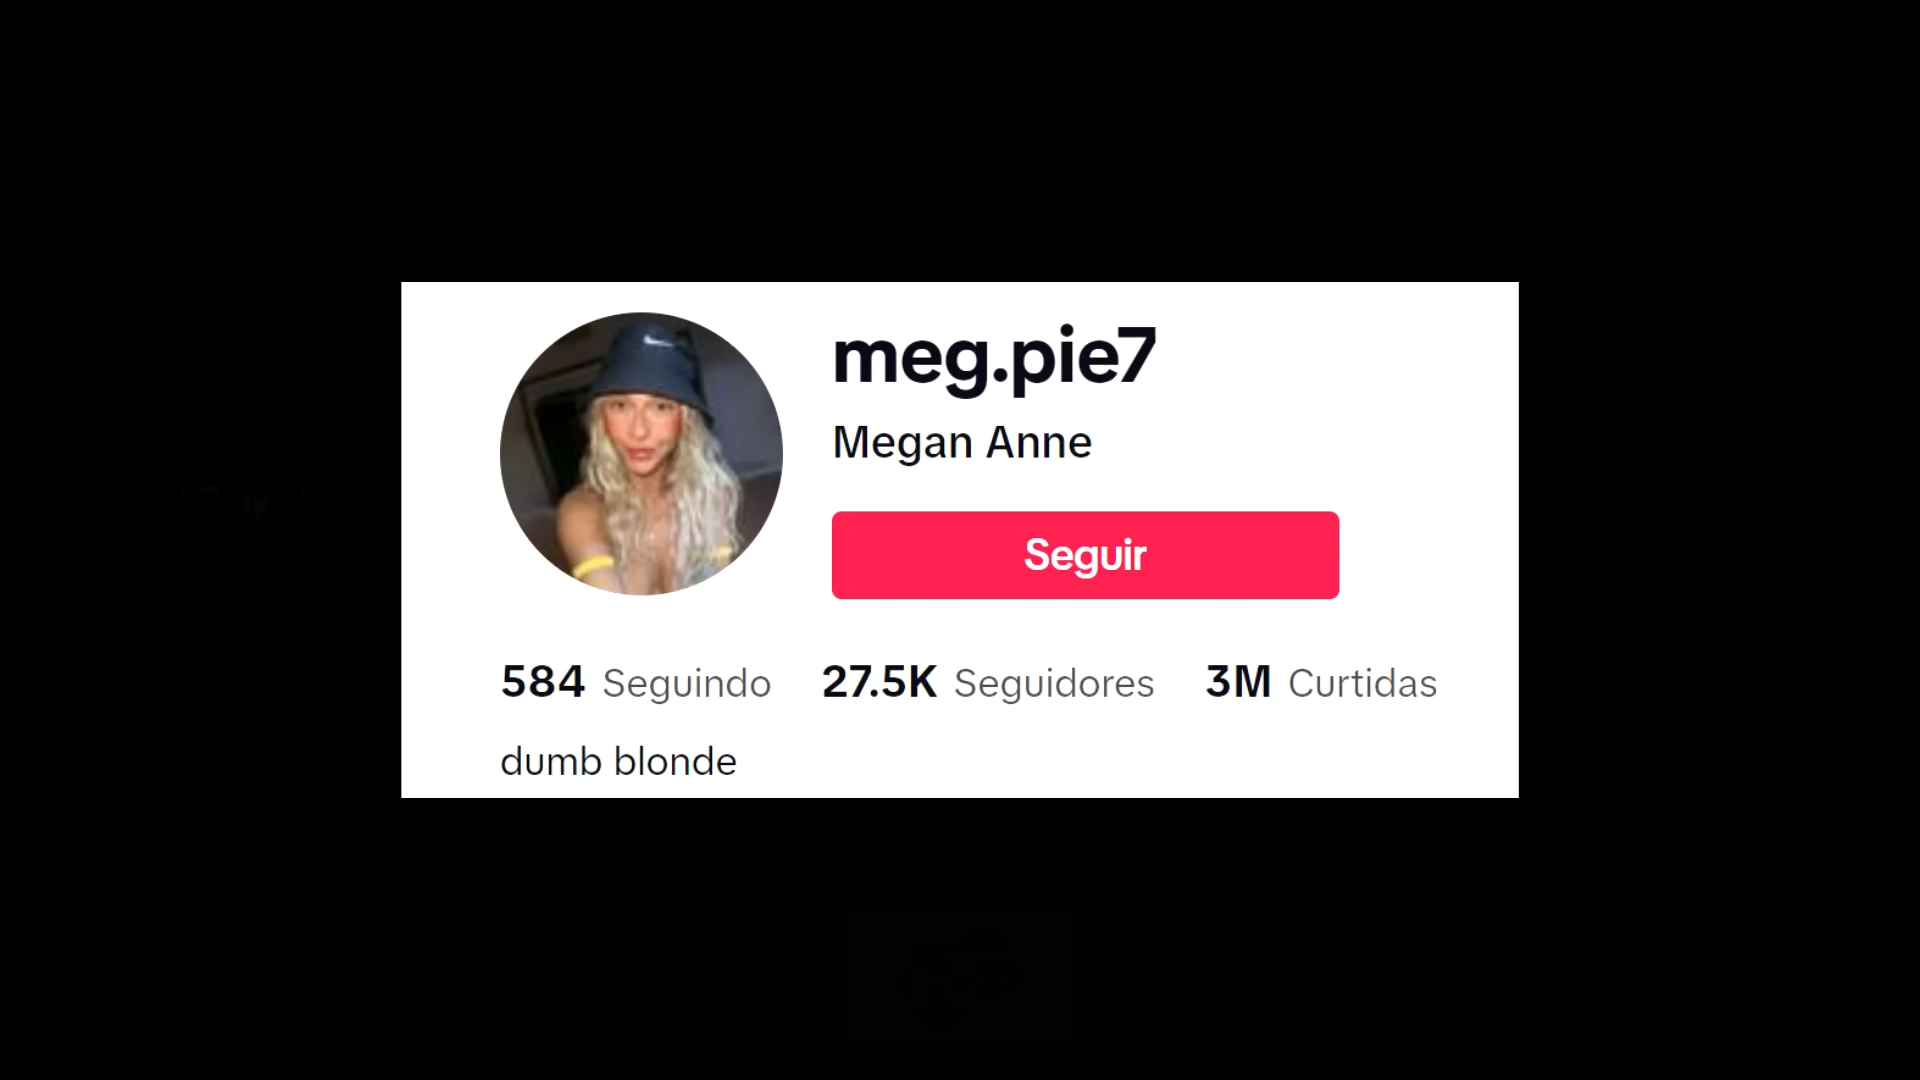 meg.pie7
Megan Anne
Seguir
584 Seguindo 27.5K Seguidores 3M Curtidas
dumb blonde